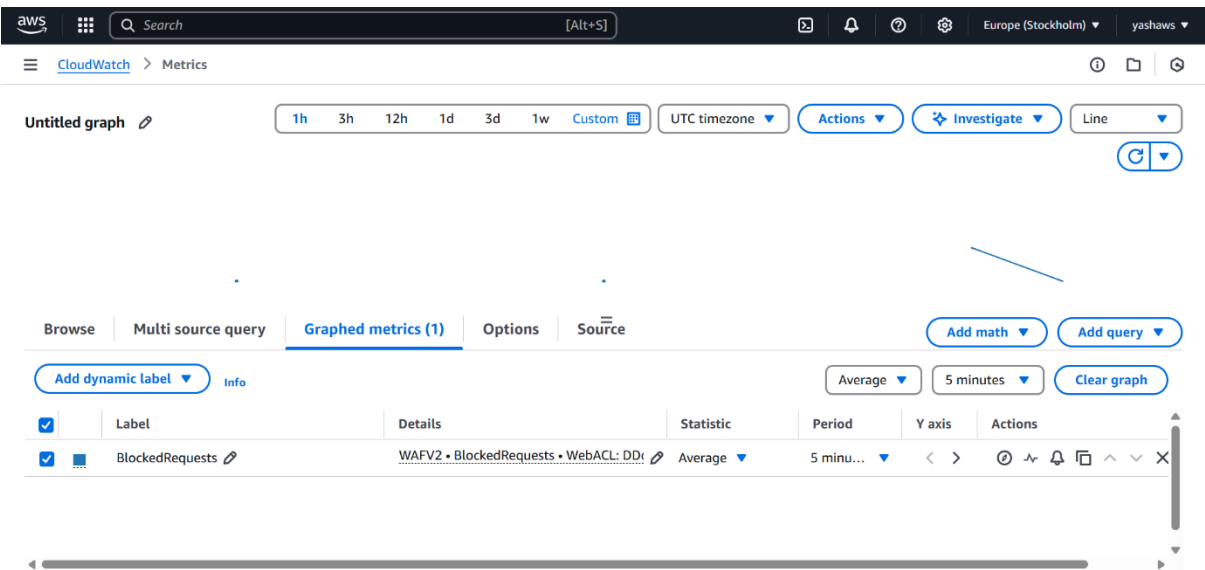 aws Search [Alt+S] Europe (Stockholm) yashaws
CloudWatch > Metrics
Untitled graph 1h 3h 12h 1d 3d 1w Custom UTC timezone Actions Investigate Line
Browse Multi source query Graphed metrics (1) Options Source Add math Add query
Add dynamic label Info Average 5 minutes Clear graph
Label Details Statistic Period Y axis Actions
BlockedRequests WAFV2 • BlockedRequests • WebACL: DD Average 5 minu...